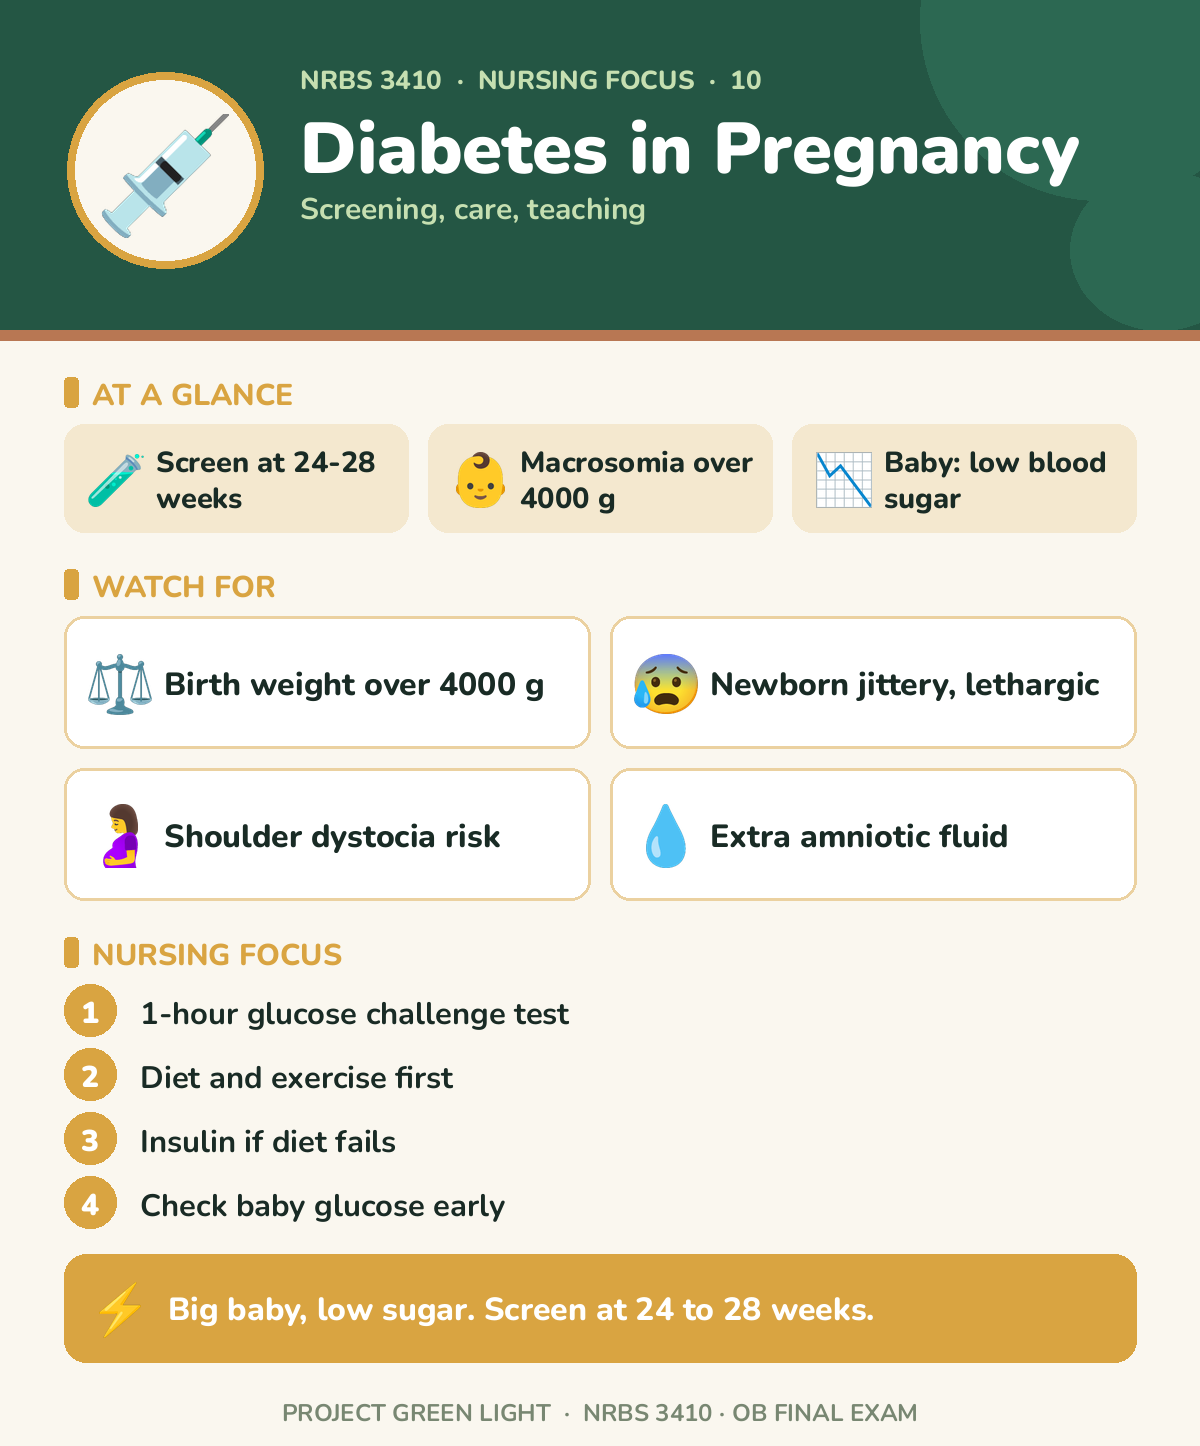 NRBS 3410 · NURSING FOCUS · 10
Diabetes in Pregnancy
Screening, care, teaching
AT A GLANCE
Screen at 24-28
weeks
Macrosomia over
4000 g
Baby: low blood
sugar
WATCH FOR
Birth weight over 4000 g
Newborn jittery, lethargic
Shoulder dystocia risk
Extra amniotic fluid
NURSING FOCUS
1 1-hour glucose challenge test
2 Diet and exercise first
3 Insulin if diet fails
4 Check baby glucose early
Big baby, low sugar. Screen at 24 to 28 weeks.
PROJECT GREEN LIGHT · NRBS 3410 · OB FINAL EXAM